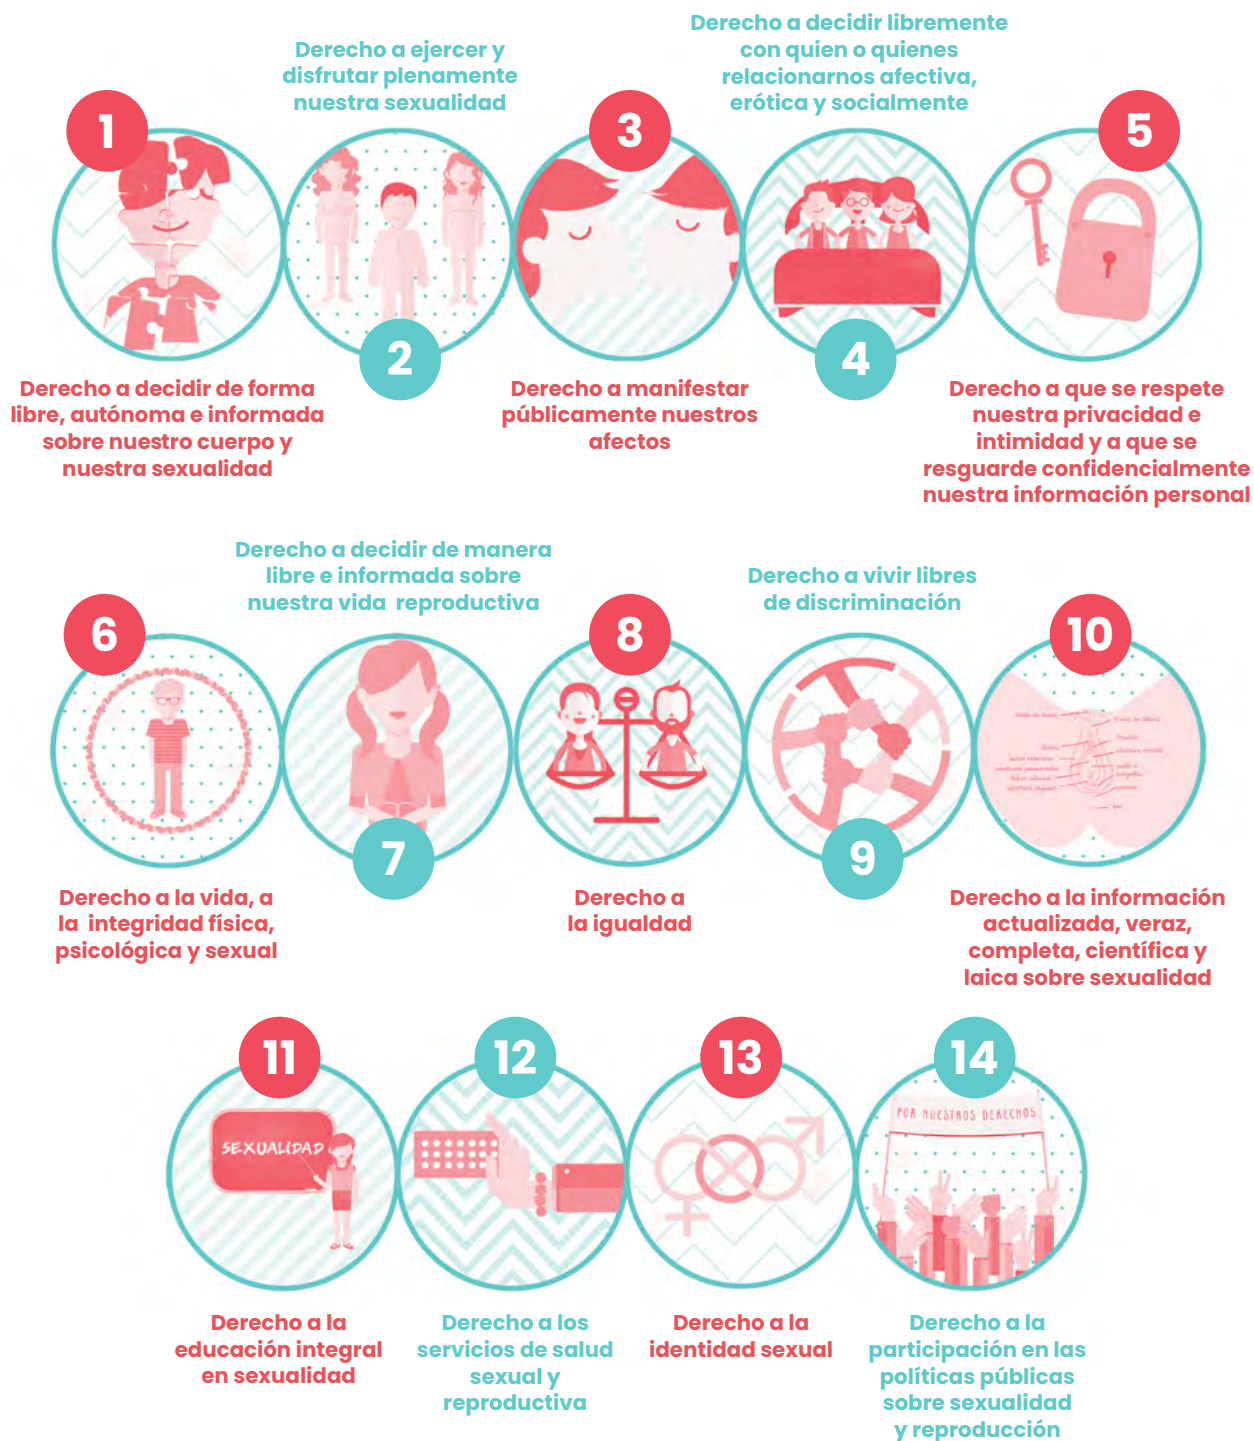 1
Derecho a decidir de forma
libre, autónoma e informada
sobre nuestro cuerpo y
nuestra sexualidad
Derecho a ejercer y
disfrutar plenamente
nuestra sexualidad
2
3
Derecho a manifestar
públicamente nuestros
afectos
Derecho a decidir libremente
con quien o quienes
relacionarnos afectiva,
erótica y socialmente
4
5
Derecho a que se respete
nuestra privacidad e
intimidad y a que se
resguarde confidencialmente
nuestra información personal
6
Derecho a la vida, a
la integridad física,
psicológica y sexual
Derecho a decidir de manera
libre e informada sobre
nuestra vida reproductiva
7
8
Derecho a
la igualdad
Derecho a vivir libres
de discriminación
9
10
Derecho a la información
actualizada, veraz,
completa, científica y
laica sobre sexualidad
11
SEXUALIDAD
Derecho a la
educación integral
en sexualidad
12
Derecho a los
servicios de salud
sexual y
reproductiva
13
Derecho a la
identidad sexual
14
POR NUESTROS DERECHOS
Derecho a la
participación en las
políticas públicas
sobre sexualidad
y reproducción